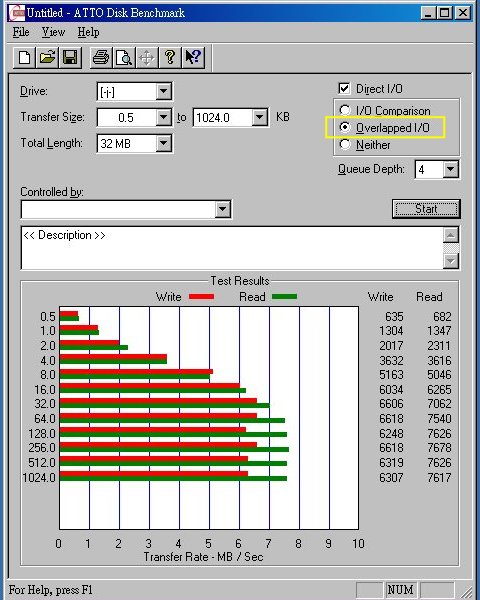 Untitled - ATTO Disk Benchmark
File View Help
Drive: [-j-]
Direct I/O
Transfer Size: 0.5 to 1024.0 KB
I/O Comparison
Overlapped I/O
Total Length: 32 MB
Neither
Queue Depth: 4
Controlled by:
Start
<< Description >>
Test Results
Write Read Write Read
0.5 635 682
1.0 1304 1347
2.0 2017 2311
4.0 3632 3616
8.0 5163 5046
16.0 6034 6265
32.0 6606 7062
64.0 6618 7540
128.0 6248 7626
256.0 6618 7678
512.0 6319 7626
1024.0 6307 7617
0 1 2 3 4 5 6 7 8 9 10
Transfer Rate - MB / Sec
For Help, press F1 NUM